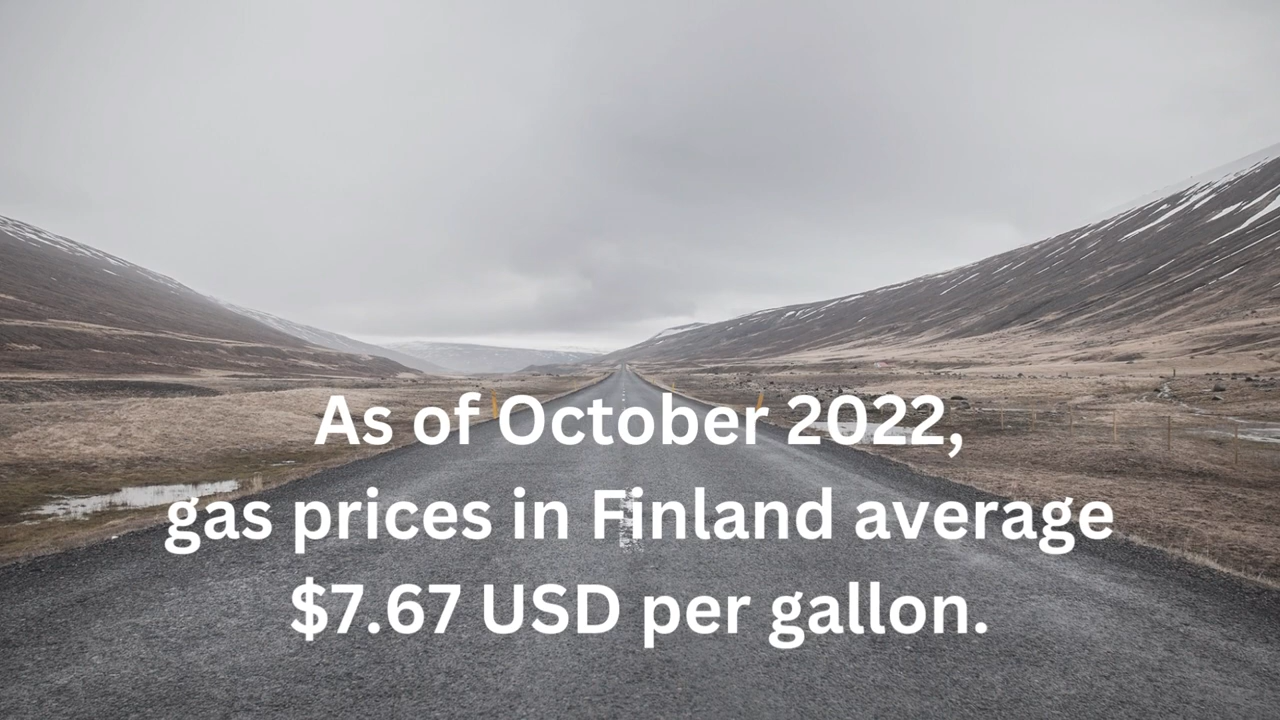 As of October 2022,
gas prices in Finland average
$7.67 USD per gallon.